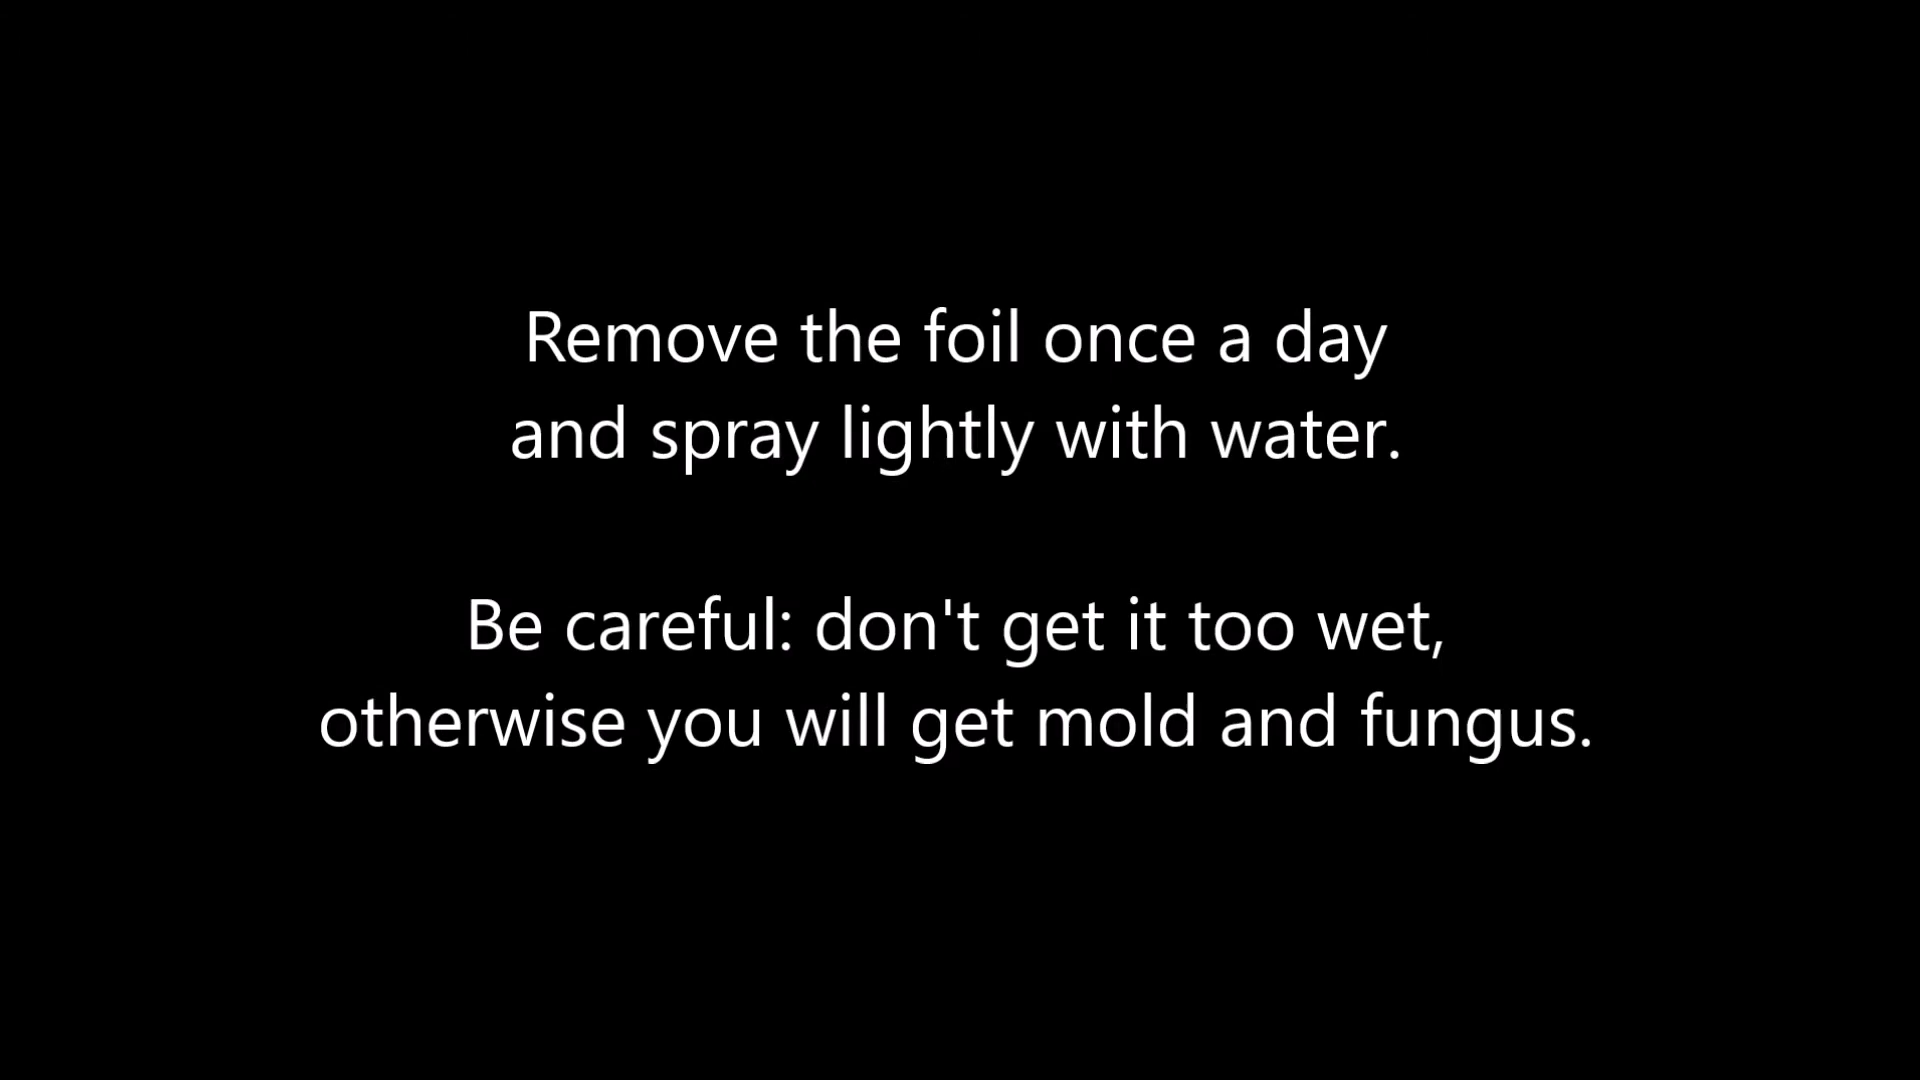 Remove the foil once a day
and spray lightly with water.
Be careful: don't get it too wet,
otherwise you will get mold and fungus.